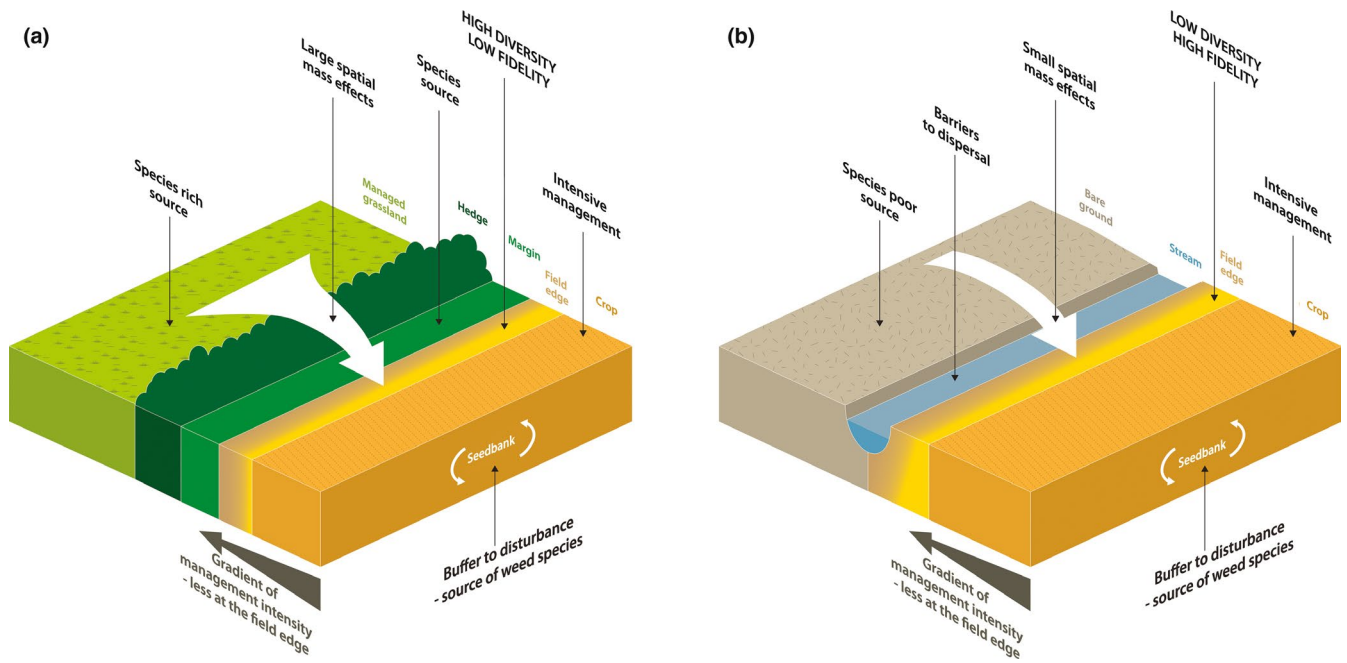 (a)
Species rich
source
Large spatial
mass effects
Species
source
HIGH DIVERSITY
LOW FIDELITY
Intensive
management
Managed
grassland
Hedge
Margin
Field
edge
Crop
Seedbank
Buffer to disturbance
- source of weed species
Gradient of
management intensity
- less at the field edge
(b)
Species poor
source
Barriers
to dispersal
Small spatial
mass effects
LOW DIVERSITY
HIGH FIDELITY
Intensive
management
Bare
ground
Stream
Field
edge
Crop
Seedbank
Buffer to disturbance
- source of weed species
Gradient of
management intensity
- less at the field edge